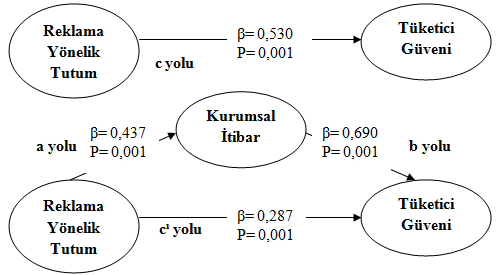 Reklama
Yönelik
Tutum
β= 0,530
P= 0,001
c yolu
Tüketici
Güveni
Kurumsal
İtibar
β= 0,437
P= 0,001
a yolu
β= 0,690
P= 0,001
b yolu
Reklama
Yönelik
Tutum
β= 0,287
P= 0,001
c¹ yolu
Tüketici
Güveni